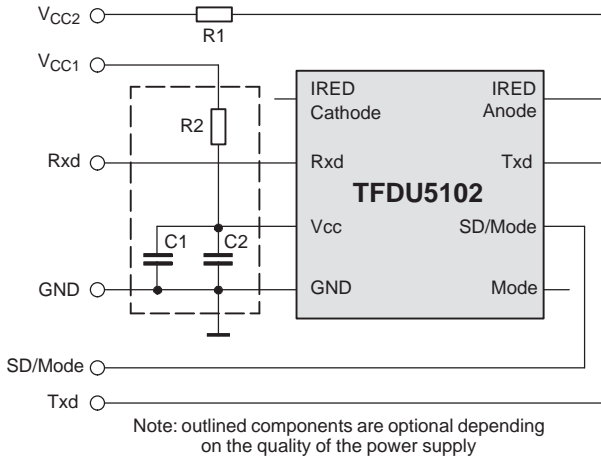 VCC2
R1
VCC1
IRED Cathode
IRED Anode
R2
Rxd
Rxd
Txd
TFDU5102
Vcc
SD/Mode
C1
C2
GND
GND
Mode
SD/Mode
Txd
Note: outlined components are optional depending
on the quality of the power supply